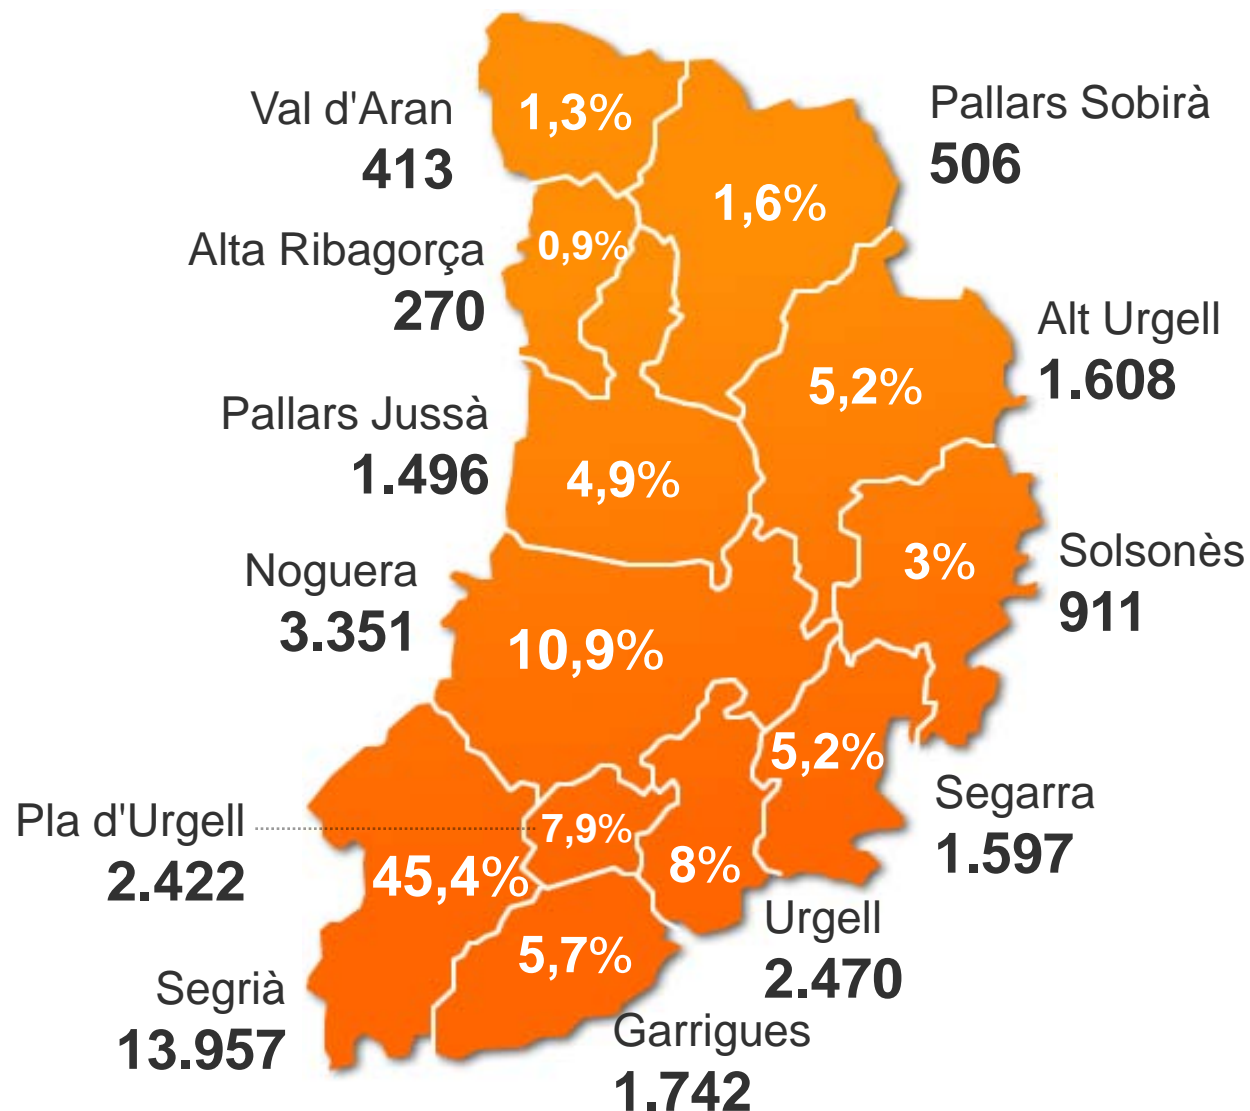 Val d'Aran
413
1,3%
Pallars Sobirà
506
1,6%
Alta Ribagorça
270
0,9%
Alt Urgell
1.608
5,2%
Pallars Jussà
1.496
4,9%
Solsonès
911
3%
Noguera
3.351
10,9%
Segarra
1.597
5,2%
Pla d'Urgell
2.422
7,9%
45,4%
8%
Urgell
2.470
5,7%
Segrià
13.957
Garrigues
1.742